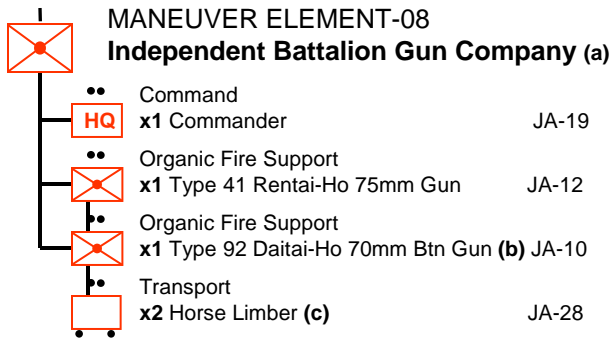 MANEUVER ELEMENT-08
Independent Battalion Gun Company (a)
Command
HQ x1 Commander JA-19
Organic Fire Support
x1 Type 41 Rentai-Ho 75mm Gun JA-12
Organic Fire Support
x1 Type 92 Daitai-Ho 70mm Btn Gun (b) JA-10
Transport
x2 Horse Limber (c) JA-28